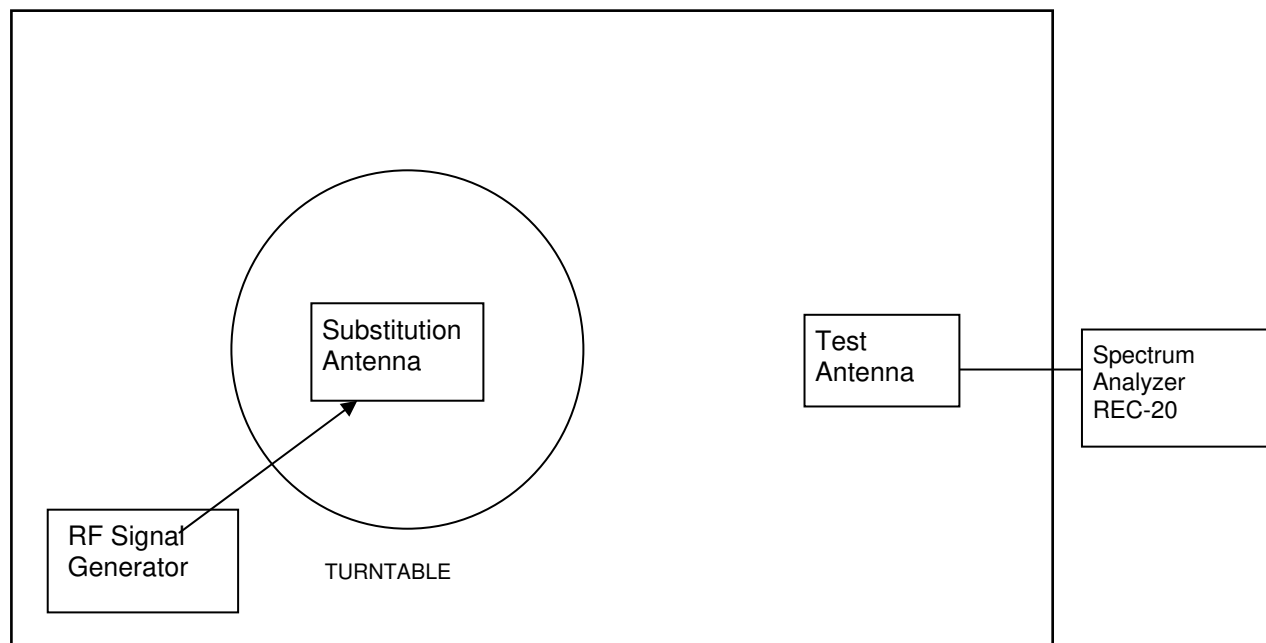 Substitution
Antenna
Test
Antenna
Spectrum
Analyzer
REC-20
RF Signal
Generator
TURNTABLE